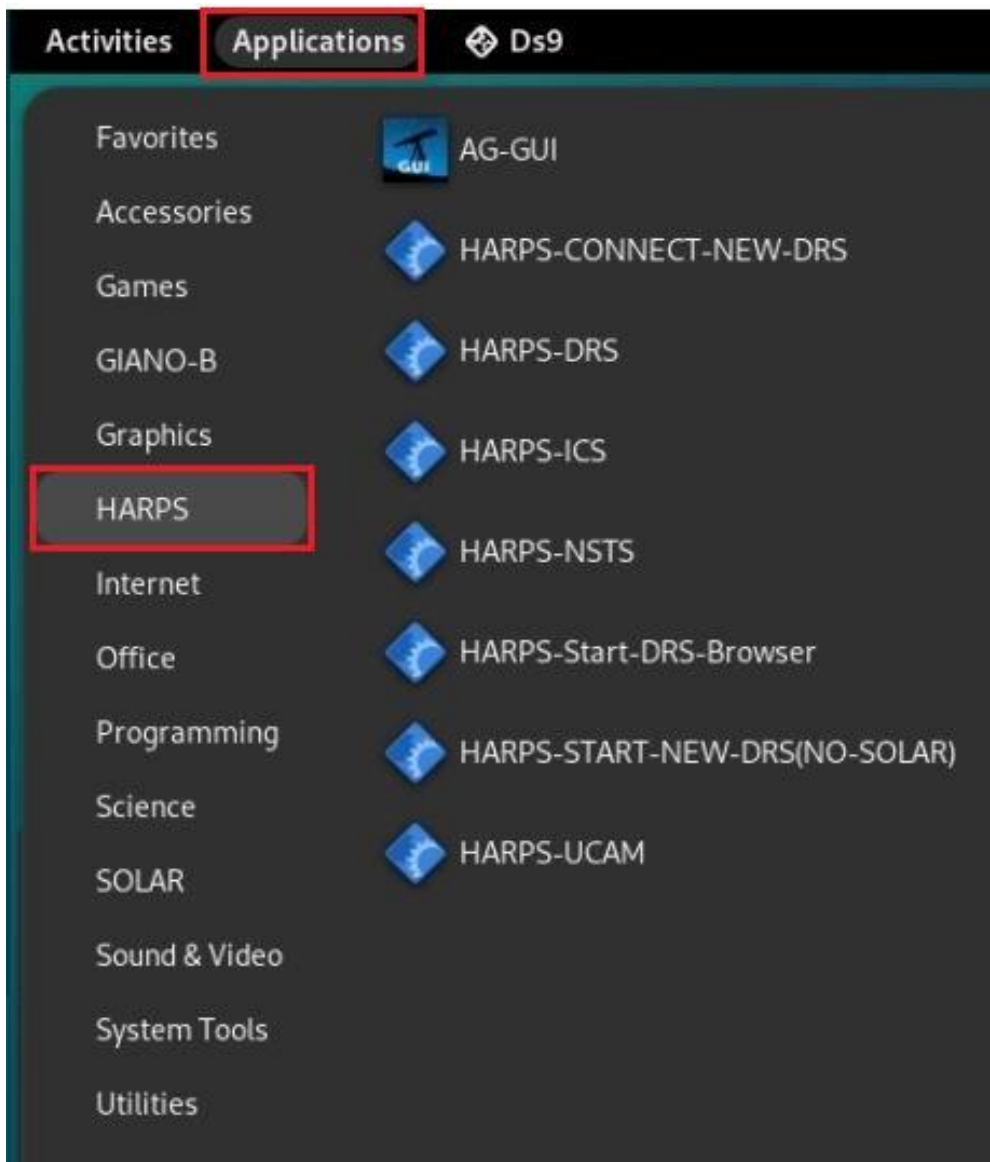 Activities Applications Ds9
Favorites
Accessories
Games
GIANO-B
Graphics
HARPS
Internet
Office
Programming
Science
SOLAR
Sound & Video
System Tools
Utilities
GUI AG-GUI
HARPS-CONNECT-NEW-DRS
HARPS-DRS
HARPS-ICS
HARPS-NSTS
HARPS-Start-DRS-Browser
HARPS-START-NEW-DRS(NO-SOLAR)
HARPS-UCAM